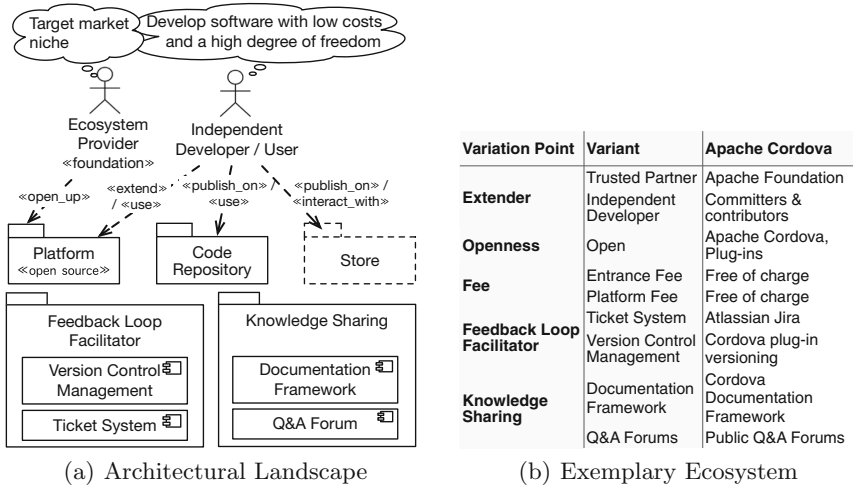 Target market
niche
Develop software with low costs
and a high degree of freedom
Ecosystem
Provider
«foundation»
Independent
Developer / User
«open_up»
«extend»
/ «use»
«publish_on» /
«use»
«publish_on» /
«interact_with»
Platform
«open source»
Code
Repository
Store
Feedback Loop
Facilitator
Version Control
Management
Ticket System
Knowledge Sharing
Documentation
Framework
Q&A Forum
(a) Architectural Landscape
Variation Point Variant Apache Cordova
Extender
Trusted Partner Apache Foundation
Independent
Developer
Committers &
contributors
Openness Open
Apache Cordova,
Plug-ins
Fee
Entrance Fee Free of charge
Platform Fee Free of charge
Feedback Loop
Facilitator
Ticket System Atlassian Jira
Version Control
Management
Cordova plug-in
versioning
Knowledge
Sharing
Documentation
Framework
Cordova
Documentation
Framework
Q&A Forums Public Q&A Forums
(b) Exemplary Ecosystem